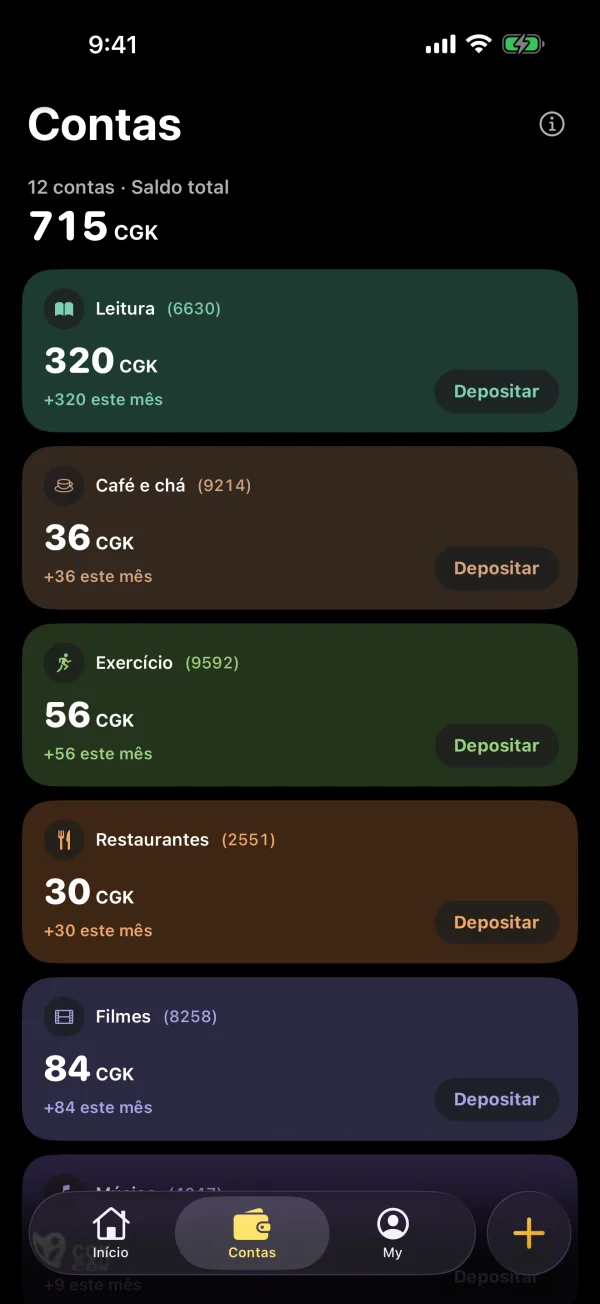 9:41
Contas
12 contas · Saldo total
715 CGK
Leitura (6630)
320 CGK
+320 este mês
Depositar
Café e chá (9214)
36 CGK
+36 este mês
Depositar
Exercício (9592)
56 CGK
+56 este mês
Depositar
Restaurantes (2551)
30 CGK
+30 este mês
Depositar
Filmes (8258)
84 CGK
+84 este mês
Depositar
Início
Contas
My
+9 este mês
Depositar